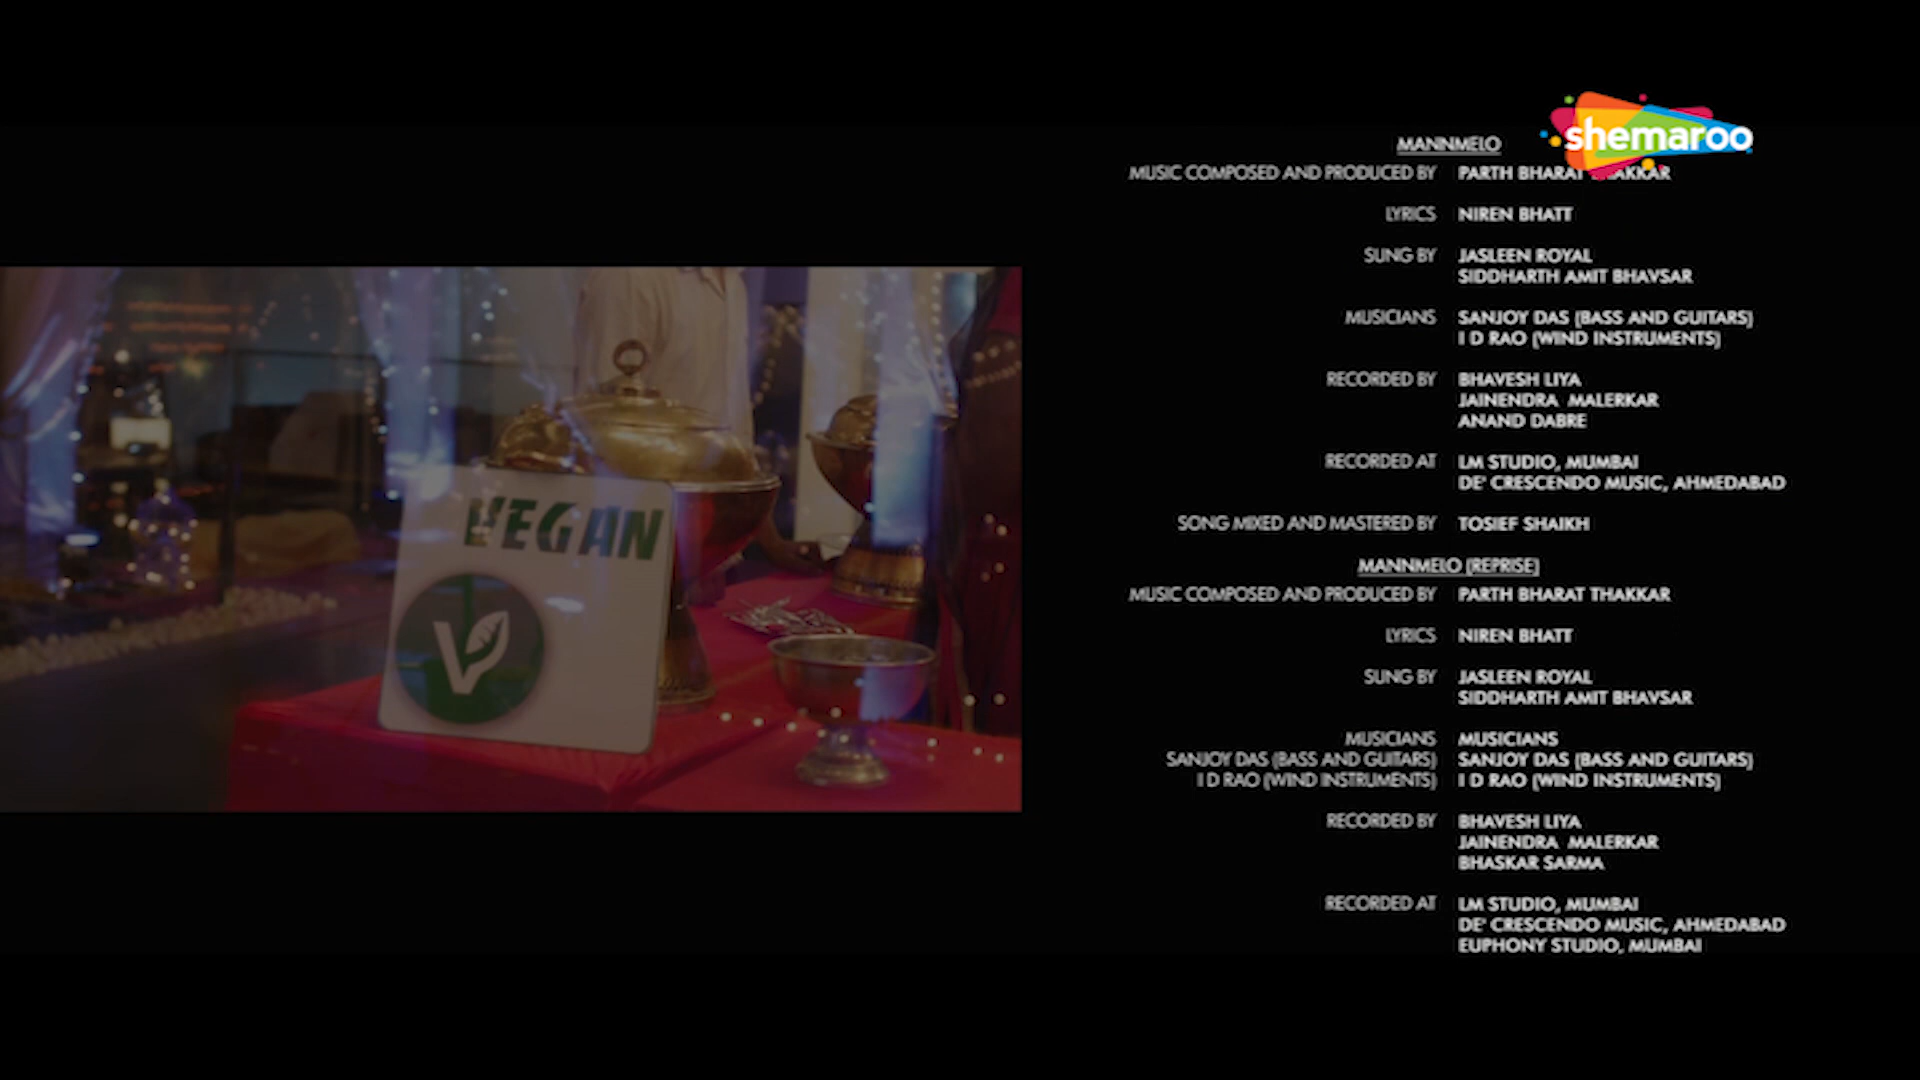 shemaroo
MANNMELO
MUSIC COMPOSED AND PRODUCED BY PARTH BHARAT THAKKAR
LYRICS NIREN BHATT
SUNG BY JASLEEN ROYAL
SIDDHARTH AMIT BHAVSAR
MUSICIANS SANJOY DAS (BASS AND GUITARS)
I D RAO (WIND INSTRUMENTS)
RECORDED BY BHAVESH LIYA
JAINENDRA MALERKAR
ANAND DABRE
RECORDED AT LM STUDIO, MUMBAI
DE' CRESCENDO MUSIC, AHMEDABAD
SONG MIXED AND MASTERED BY TOSIEF SHAIKH
MANNMELO (REPRISE)
MUSIC COMPOSED AND PRODUCED BY PARTH BHARAT THAKKAR
LYRICS NIREN BHATT
SUNG BY JASLEEN ROYAL
SIDDHARTH AMIT BHAVSAR
MUSICIANS MUSICIANS
SANJOY DAS (BASS AND GUITARS) SANJOY DAS (BASS AND GUITARS)
I D RAO (WIND INSTRUMENTS) I D RAO (WIND INSTRUMENTS)
RECORDED BY BHAVESH LIYA
JAINENDRA MALERKAR
BHASKAR SARMA
RECORDED AT LM STUDIO, MUMBAI
DE' CRESCENDO MUSIC, AHMEDABAD
EUPHONY STUDIO, MUMBAI
VEGAN
V